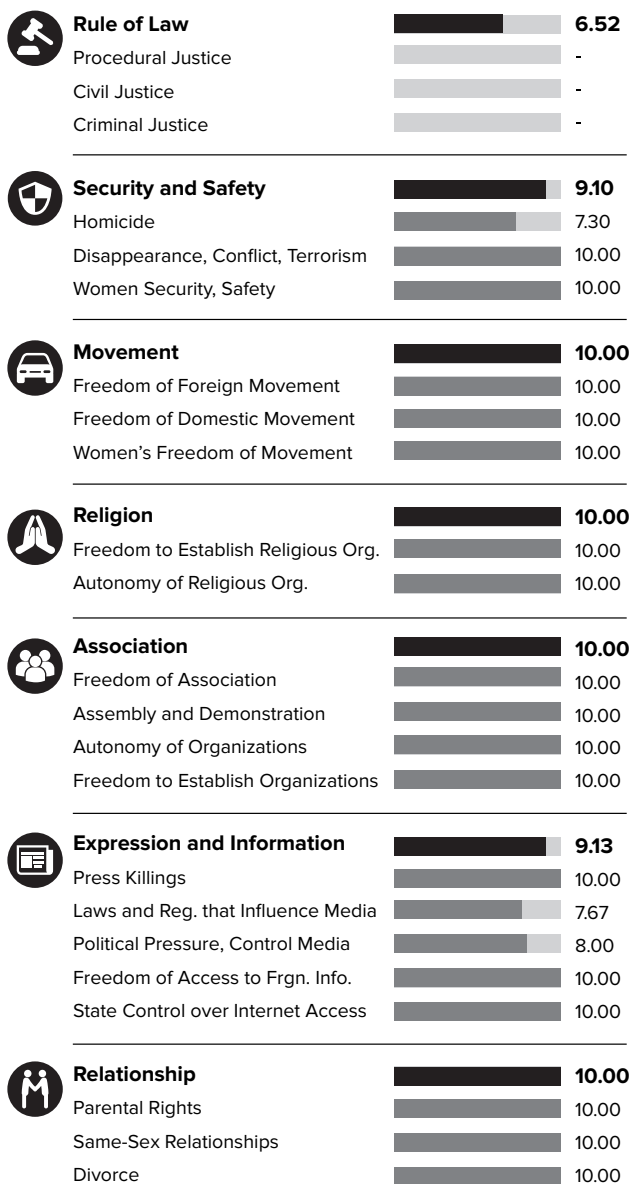 Rule of Law 6.52
Procedural Justice -
Civil Justice -
Criminal Justice -
Security and Safety 9.10
Homicide 7.30
Disappearance, Conflict, Terrorism 10.00
Women Security, Safety 10.00
Movement 10.00
Freedom of Foreign Movement 10.00
Freedom of Domestic Movement 10.00
Women's Freedom of Movement 10.00
Religion 10.00
Freedom to Establish Religious Org. 10.00
Autonomy of Religious Org. 10.00
Association 10.00
Freedom of Association 10.00
Assembly and Demonstration 10.00
Autonomy of Organizations 10.00
Freedom to Establish Organizations 10.00
Expression and Information 9.13
Press Killings 10.00
Laws and Reg. that Influence Media 7.67
Political Pressure, Control Media 8.00
Freedom of Access to Frgn. Info. 10.00
State Control over Internet Access 10.00
Relationship 10.00
Parental Rights 10.00
Same-Sex Relationships 10.00
Divorce 10.00